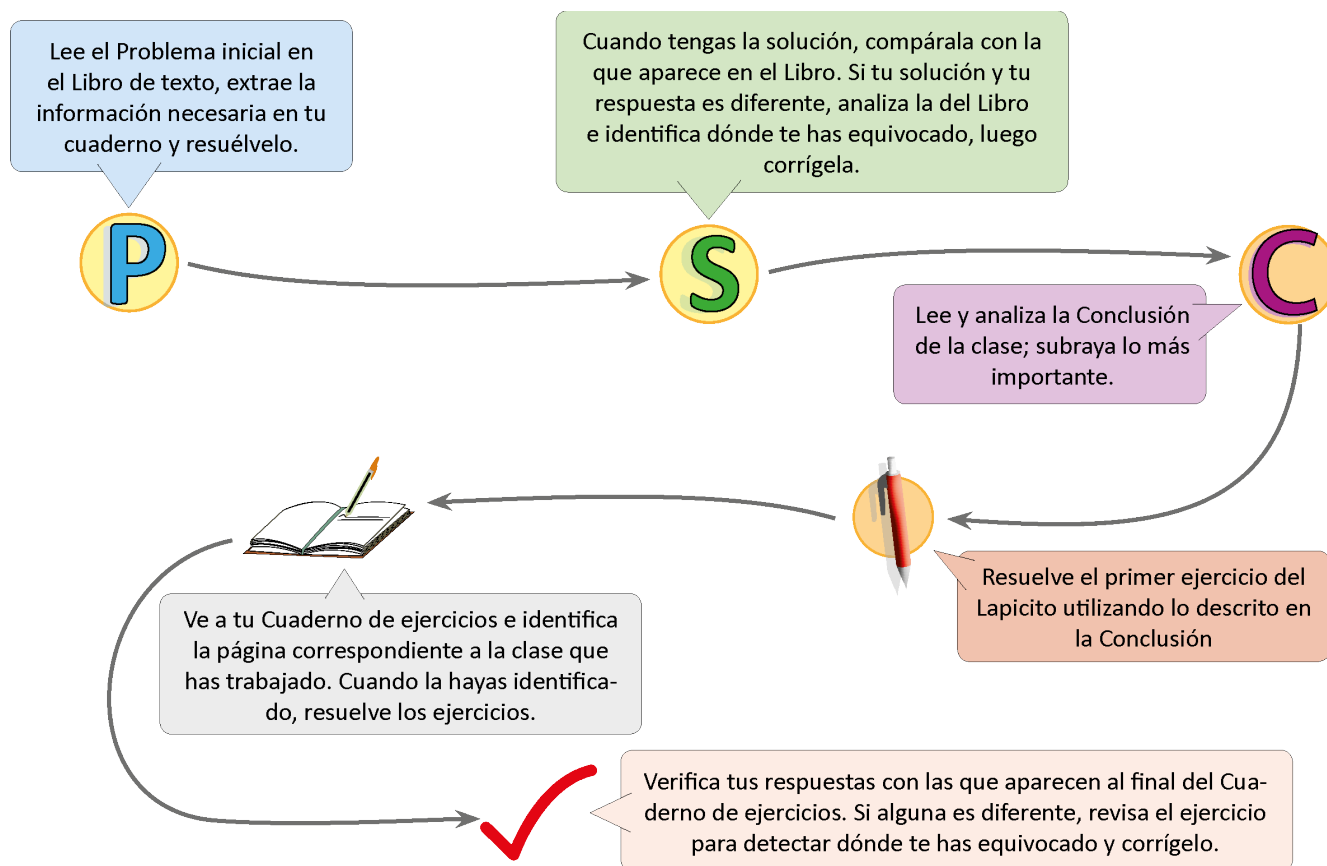 Lee el Problema inicial en
el Libro de texto, extrae la
información necesaria en tu
cuaderno y resuélvelo.
P
Cuando tengas la solución, compárala con la
que aparece en el Libro. Si tu solución y tu
respuesta es diferente, analiza la del Libro
e identifica dónde te has equivocado, luego
corrígela.
S
C
Lee y analiza la Conclusión
de la clase; subraya lo más
importante.
Resuelve el primer ejercicio del
Lapicito utilizando lo descrito en
la Conclusión
Ve a tu Cuaderno de ejercicios e identifica
la página correspondiente a la clase que
has trabajado. Cuando la hayas identifica-
do, resuelve los ejercicios.
Verifica tus respuestas con las que aparecen al final del Cua-
derno de ejercicios. Si alguna es diferente, revisa el ejercicio
para detectar dónde te has equivocado y corrígelo.